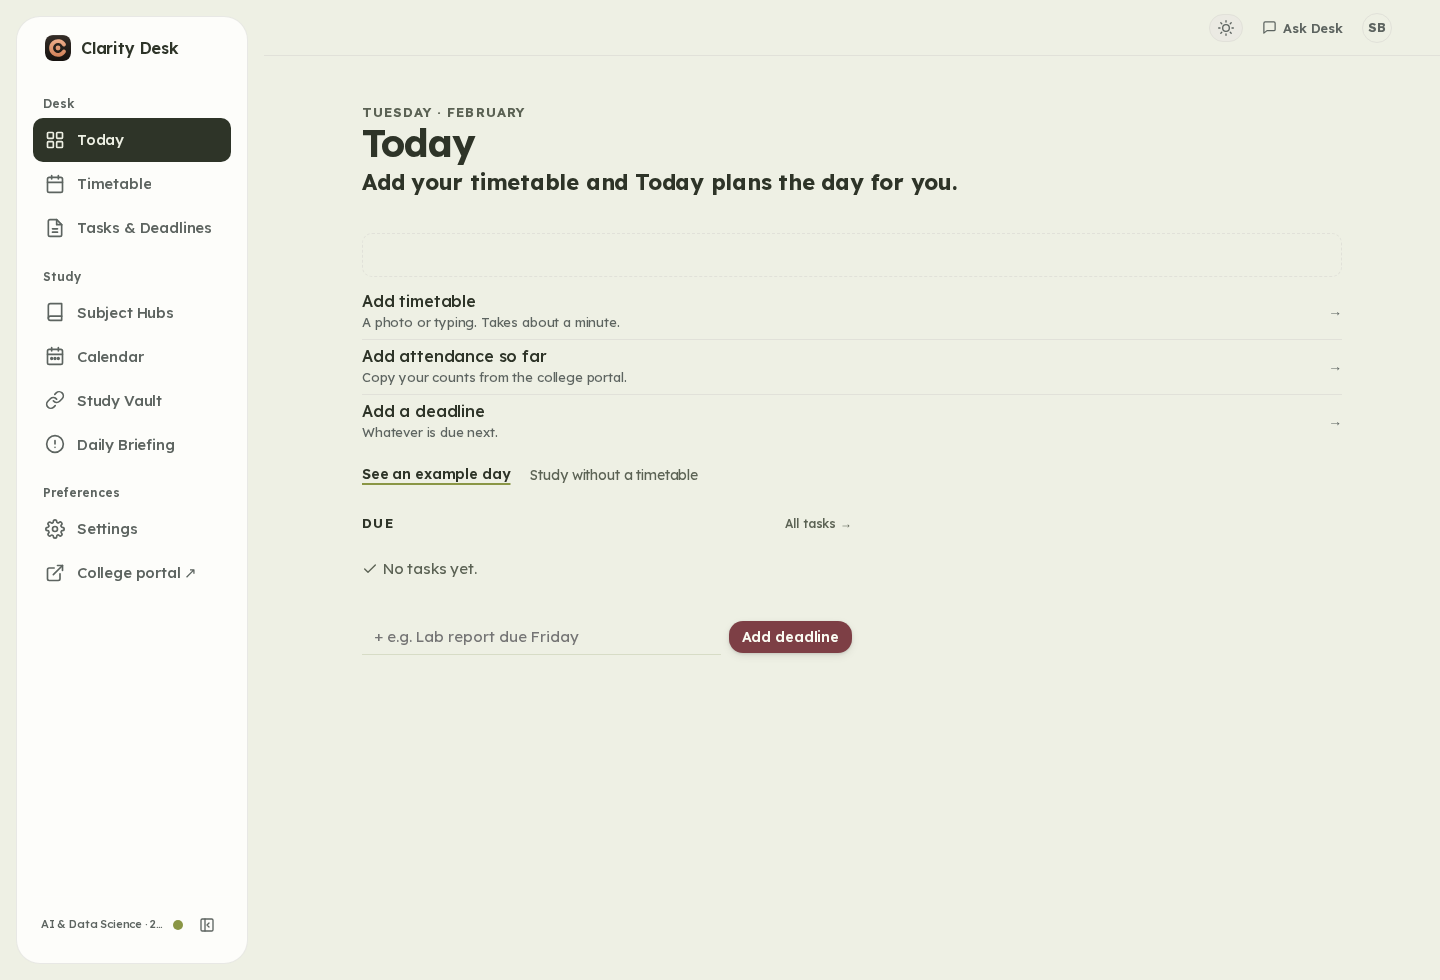 Clarity Desk
Desk
Today
Timetable
Tasks & Deadlines
Study
Subject Hubs
Calendar
Study Vault
Daily Briefing
Preferences
Settings
College portal ↗
AI & Data Science · 2...
Ask Desk
SB
TUESDAY · FEBRUARY
Today
Add your timetable and Today plans the day for you.
Add timetable
A photo or typing. Takes about a minute.
→
Add attendance so far
Copy your counts from the college portal.
→
Add a deadline
Whatever is due next.
→
See an example day
Study without a timetable
DUE
All tasks →
No tasks yet.
+ e.g. Lab report due Friday
Add deadline